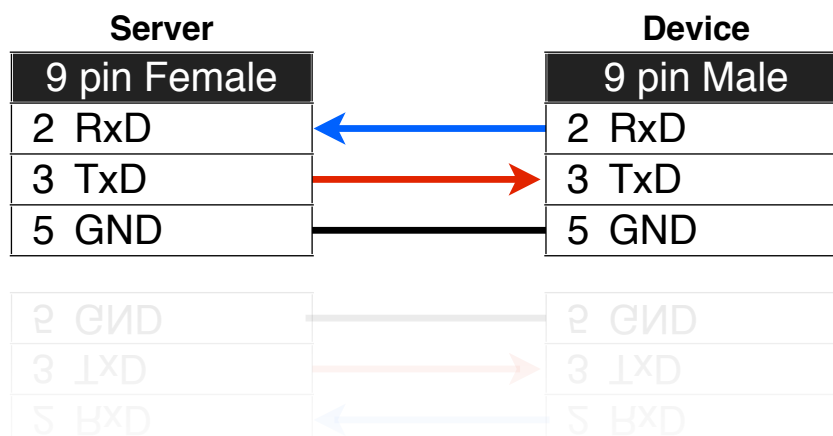 Server Device
9 pin Female 9 pin Male
2 RxD 2 RxD
3 TxD 3 TxD
5 GND 5 GND